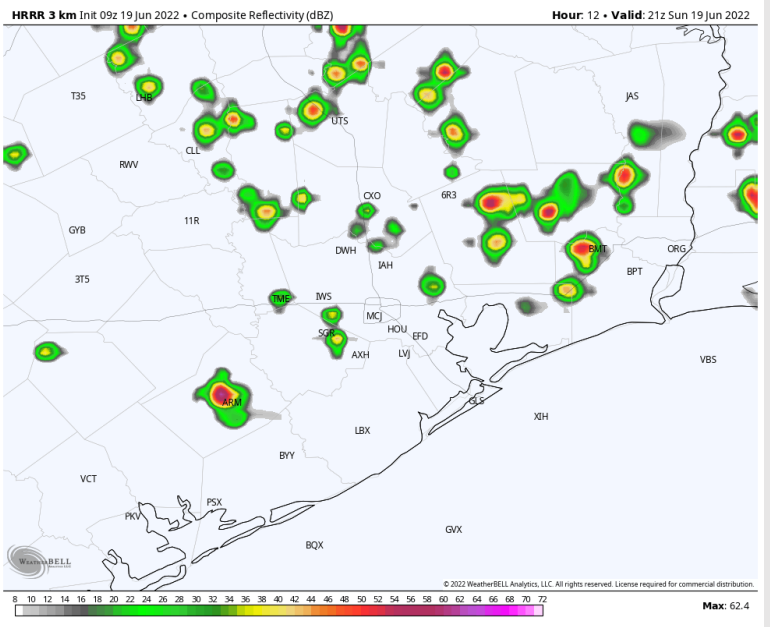 HRRR 3 km Init 09z 19 Jun 2022 • Composite Reflectivity (dBZ) Hour: 12 • Valid: 21z Sun 19 Jun 2022
T35
LHB
JAS
UTS
CLL
RWV
CXO
6R3
11R
GYB
DWH
BMT
ORG
IAH
BPT
3T5
TME
IWS
MCJ
SGR
HOU
EFD
AXH
LVJ
VBS
ARM
GLS
XIH
LBX
BYY
VCT
PSX
PKV
GVX
BQX
WeatherBELL
© 2022 WeatherBELL Analytics, LLC. All rights reserved. License required for commercial distribution.
8 10 12 14 16 18 20 22 24 26 28 30 32 34 36 38 40 42 44 46 48 50 52 54 56 58 60 62 64 66 68 70 72
Max: 62.4